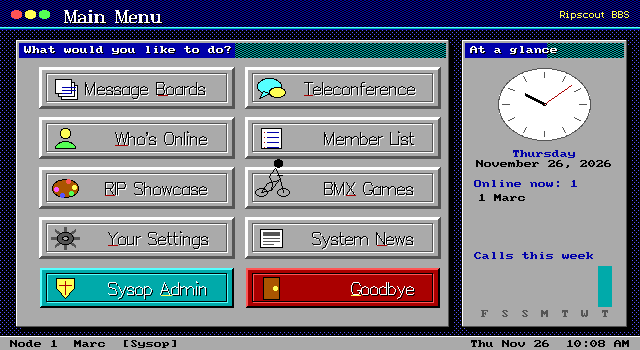 Main Menu
Ripscout BBS
What would you like to do?
Message Boards
Teleconference
Who's Online
Member List
RIP Showcase
BMX Games
Your Settings
System News
Sysop Admin
Goodbye
At a glance
Thursday
November 26, 2026
Online now: 1
1 Marc
Calls this week
F S S M T W T
Node 1 Marc [Sysop]
Thu Nov 26 10:08 AM